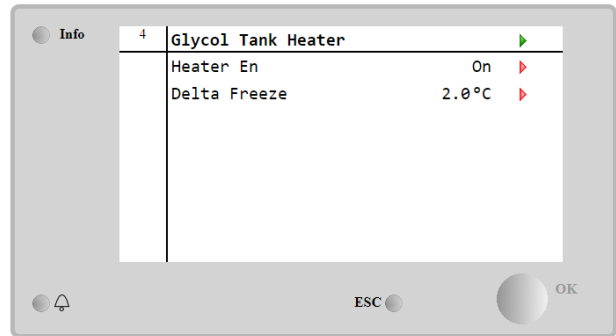 Info
4 Glycol Tank Heater
Heater En On
Delta Freeze 2.0°C
ESC
OK